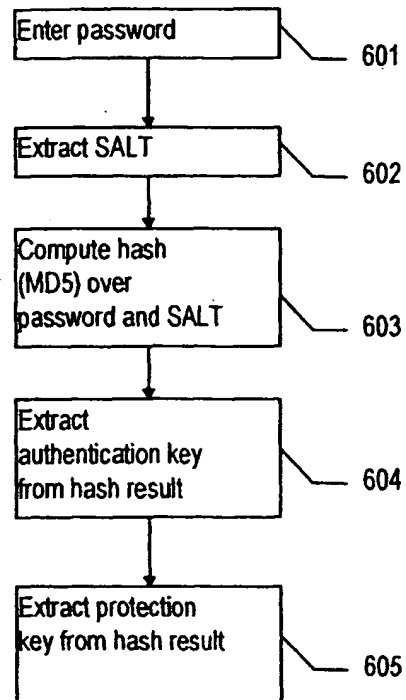 Enter password
601
Extract SALT
602
Compute hash
(MD5) over
password and SALT
603
Extract
authentication key
from hash result
604
Extract protection
key from hash result
605